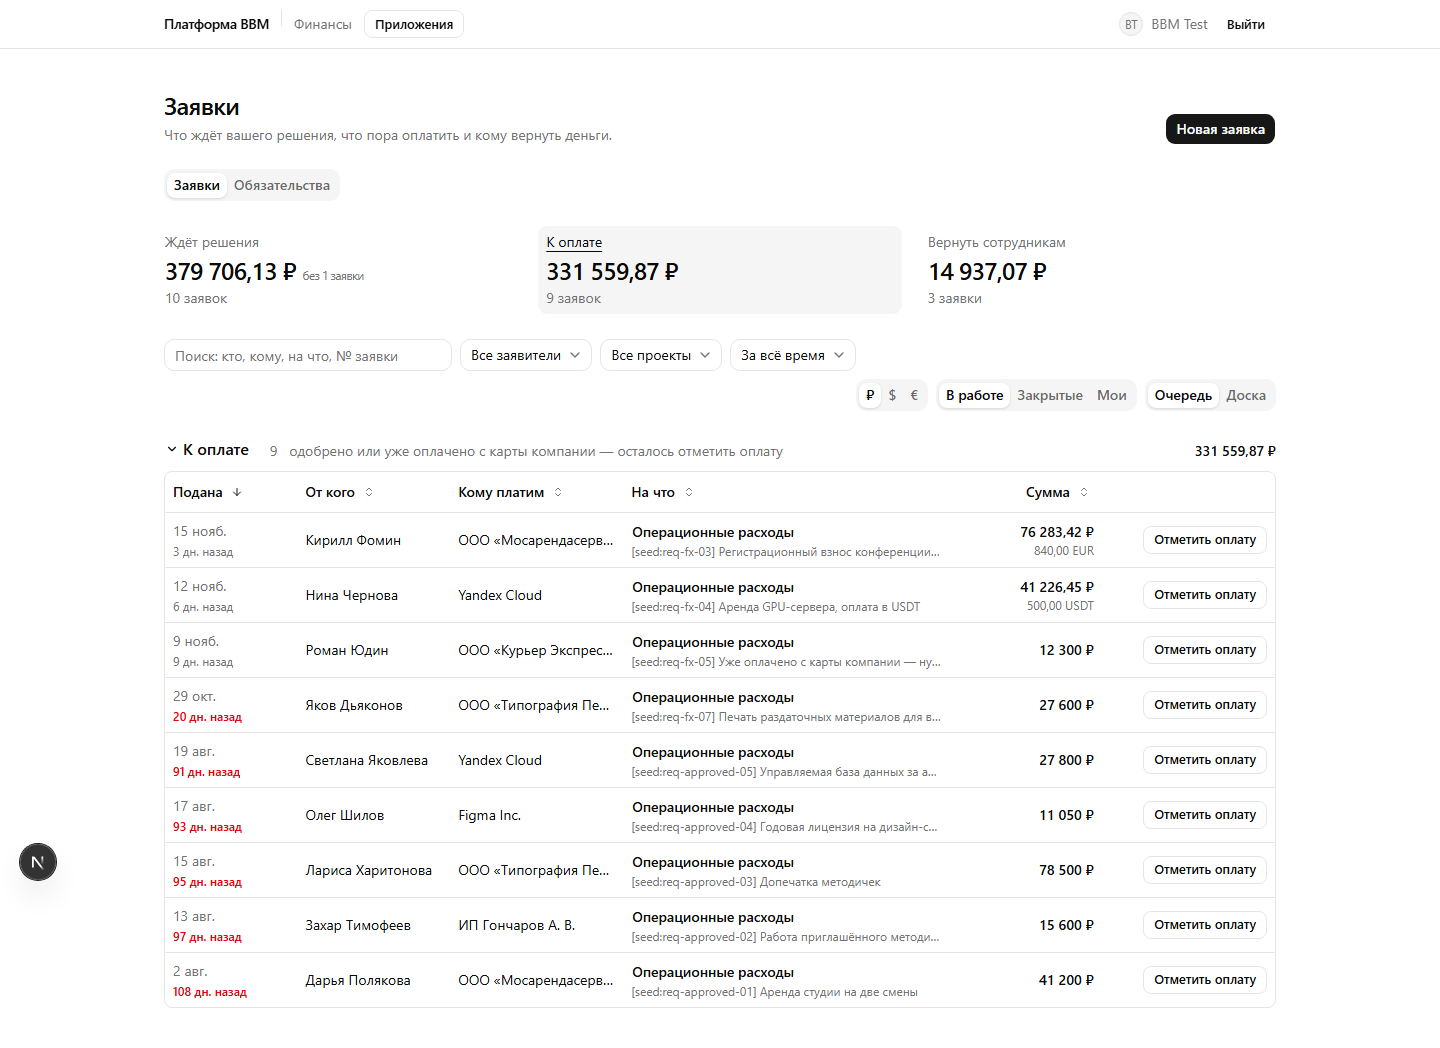 Платформа BBM Финансы Приложения BT BBM Test Выйти
Заявки
Что ждёт вашего решения, что пора оплатить и кому вернуть деньги.
Новая заявка
Заявки Обязательства
Ждёт решения
379 706,13 ₽ без 1 заявки
10 заявок
К оплате
331 559,87 ₽
9 заявок
Вернуть сотрудникам
14 937,07 ₽
3 заявки
Поиск: кто, кому, на что, № заявки Все заявители Все проекты За всё время
₽ $ € В работе Закрытые Мои Очередь Доска
К оплате 9 одобрено или уже оплачено с карты компании — осталось отметить оплату 331 559,87 ₽
Подана От кого Кому платим На что Сумма
15 нояб.
3 дн. назад
Кирилл Фомин
ООО «Мосарендасерв...
Операционные расходы
[seed:req-fx-03] Регистрационный взнос конференции...
76 283,42 ₽
840,00 EUR
Отметить оплату
12 нояб.
6 дн. назад
Нина Чернова
Yandex Cloud
Операционные расходы
[seed:req-fx-04] Аренда GPU-сервера, оплата в USDT
41 226,45 ₽
500,00 USDT
Отметить оплату
9 нояб.
9 дн. назад
Роман Юдин
ООО «Курьер Экспрес...
Операционные расходы
[seed:req-fx-05] Уже оплачено с карты компании — ну...
12 300 ₽
Отметить оплату
29 окт.
20 дн. назад
Яков Дьяконов
ООО «Типография Пе...
Операционные расходы
[seed:req-fx-07] Печать раздаточных материалов для в...
27 600 ₽
Отметить оплату
19 авг.
91 дн. назад
Светлана Яковлева
Yandex Cloud
Операционные расходы
[seed:req-approved-05] Управляемая база данных за а...
27 800 ₽
Отметить оплату
17 авг.
93 дн. назад
Олег Шилов
Figma Inc.
Операционные расходы
[seed:req-approved-04] Годовая лицензия на дизайн-с...
11 050 ₽
Отметить оплату
15 авг.
95 дн. назад
Лариса Харитонова
ООО «Типография Пе...
Операционные расходы
[seed:req-approved-03] Допечатка методичек
78 500 ₽
Отметить оплату
13 авг.
97 дн. назад
Захар Тимофеев
ИП Гончаров А. В.
Операционные расходы
[seed:req-approved-02] Работа приглашённого методи...
15 600 ₽
Отметить оплату
2 авг.
108 дн. назад
Дарья Полякова
ООО «Мосарендасерв...
Операционные расходы
[seed:req-approved-01] Аренда студии на две смены
41 200 ₽
Отметить оплату
N